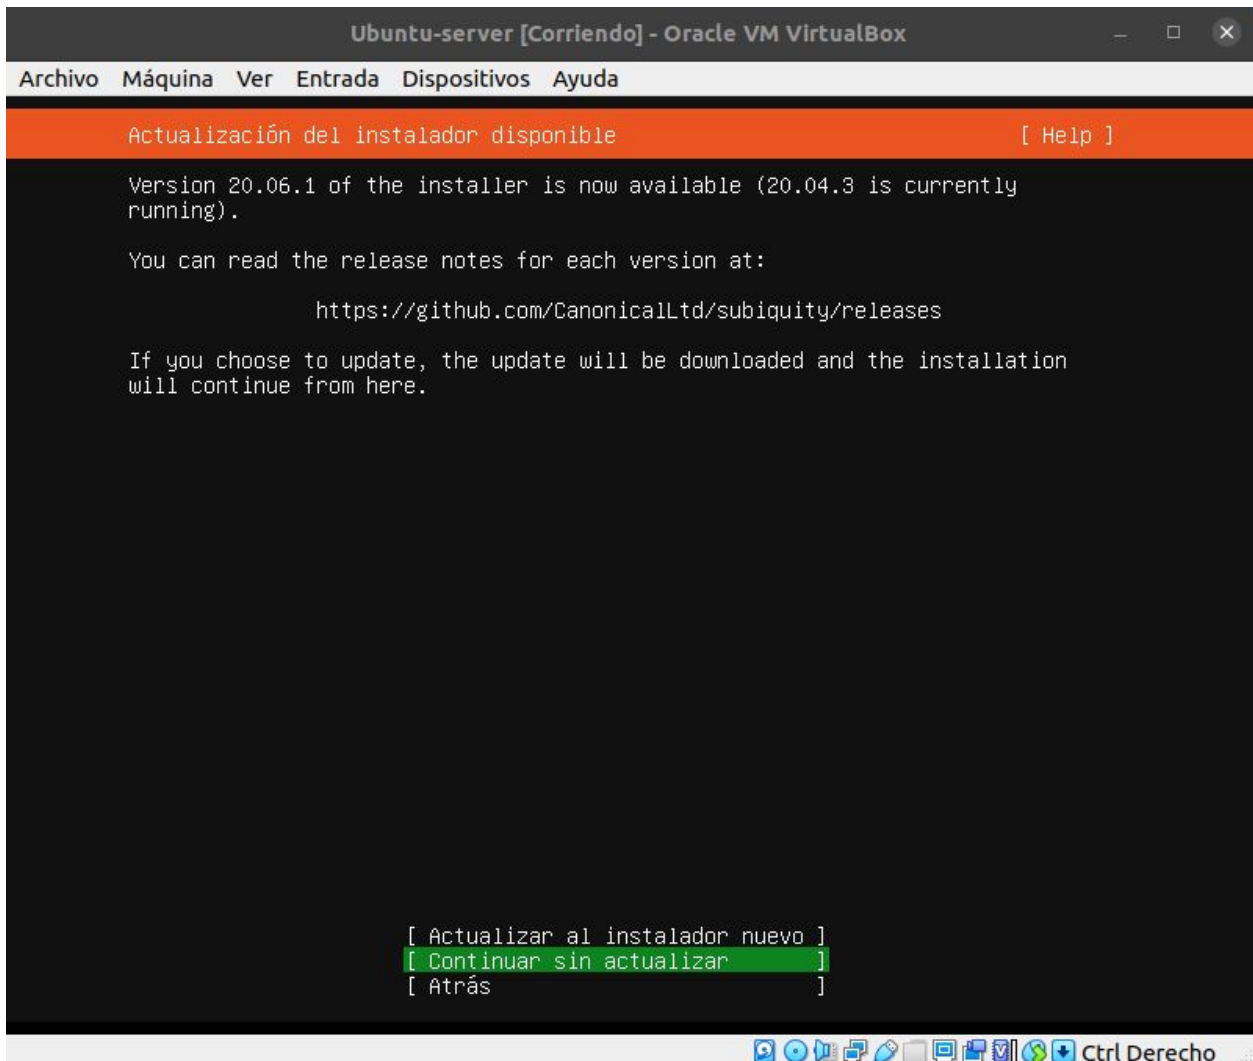 Ubuntu-server [Corriendo] - Oracle VM VirtualBox
Archivo Máquina Ver Entrada Dispositivos Ayuda
Actualización del instalador disponible [ Help ]
Version 20.06.1 of the installer is now available (20.04.3 is currently
running).
You can read the release notes for each version at:
https://github.com/CanonicalLtd/subiquity/releases
If you choose to update, the update will be downloaded and the installation
will continue from here.
[ Actualizar al instalador nuevo ]
[ Continuar sin actualizar ]
[ Atrás ]
Ctrl Derecho